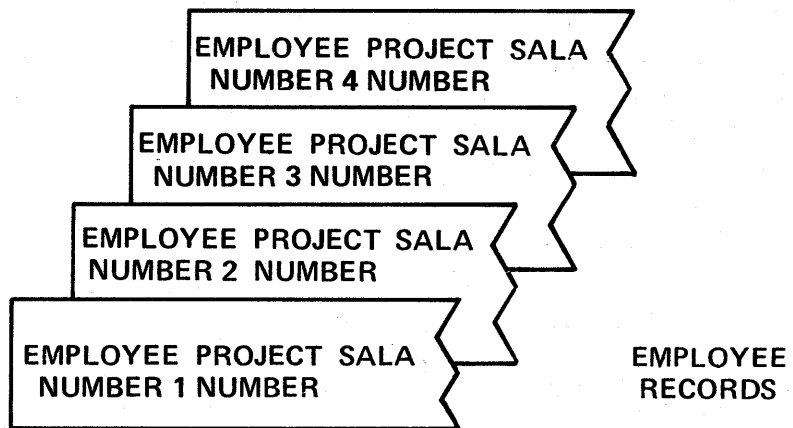 EMPLOYEE PROJECT SALA
NUMBER 4 NUMBER
EMPLOYEE PROJECT SALA
NUMBER 3 NUMBER
EMPLOYEE PROJECT SALA
NUMBER 2 NUMBER
EMPLOYEE PROJECT SALA
NUMBER 1 NUMBER
EMPLOYEE
RECORDS